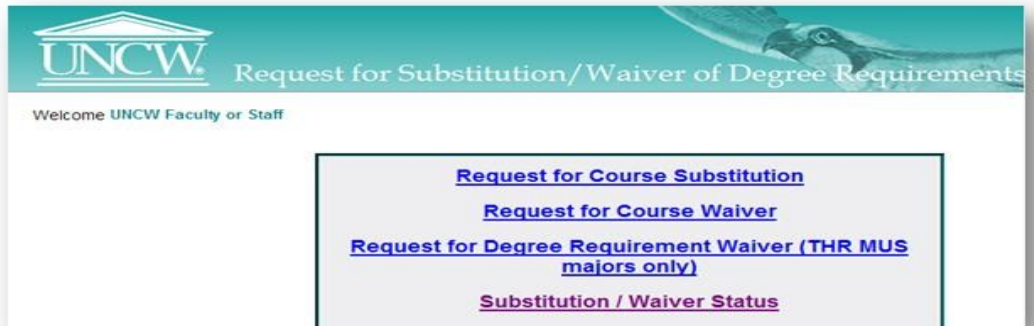 UNCW
Request for Substitution/Waiver of Degree Requirements
Welcome UNCW Faculty or Staff
Request for Course Substitution
Request for Course Waiver
Request for Degree Requirement Waiver (THR MUS
majors only)
Substitution / Waiver Status